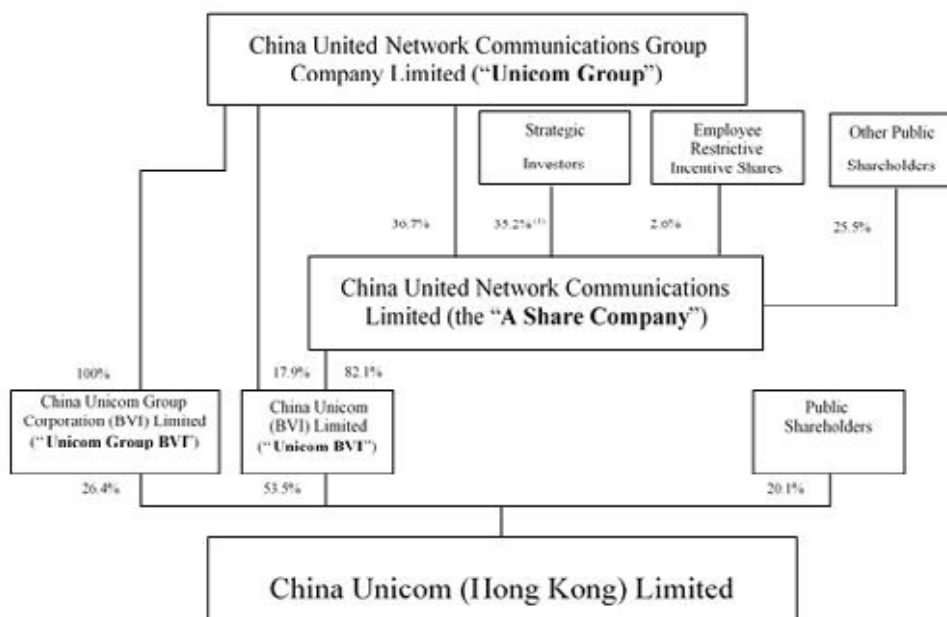 China United Network Communications Group
Company Limited ("Unicom Group")
Strategic
Investors
Employee
Restrictive
Incentive Shares
Other Public
Shareholders
36.7%
35.2%(1)
2.6%
25.5%
China United Network Communications
Limited (the "A Share Company")
100%
17.9%
82.1%
China Unicom Group
Corporation (BVI) Limited
("Unicom Group BVI")
China Unicom
(BVI) Limited
("Unicom BVI")
Public
Shareholders
26.4%
53.5%
20.1%
China Unicom (Hong Kong) Limited